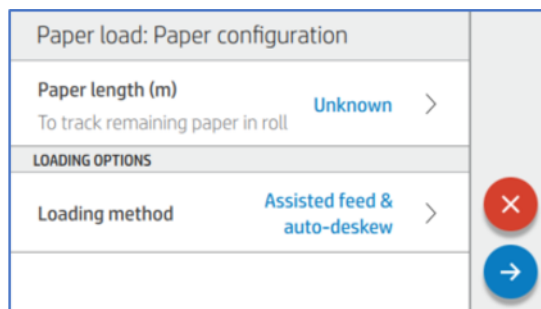 Paper load: Paper configuration
Paper length (m)
Unknown
To track remaining paper in roll
LOADING OPTIONS
Loading method
Assisted feed &
auto-deskew